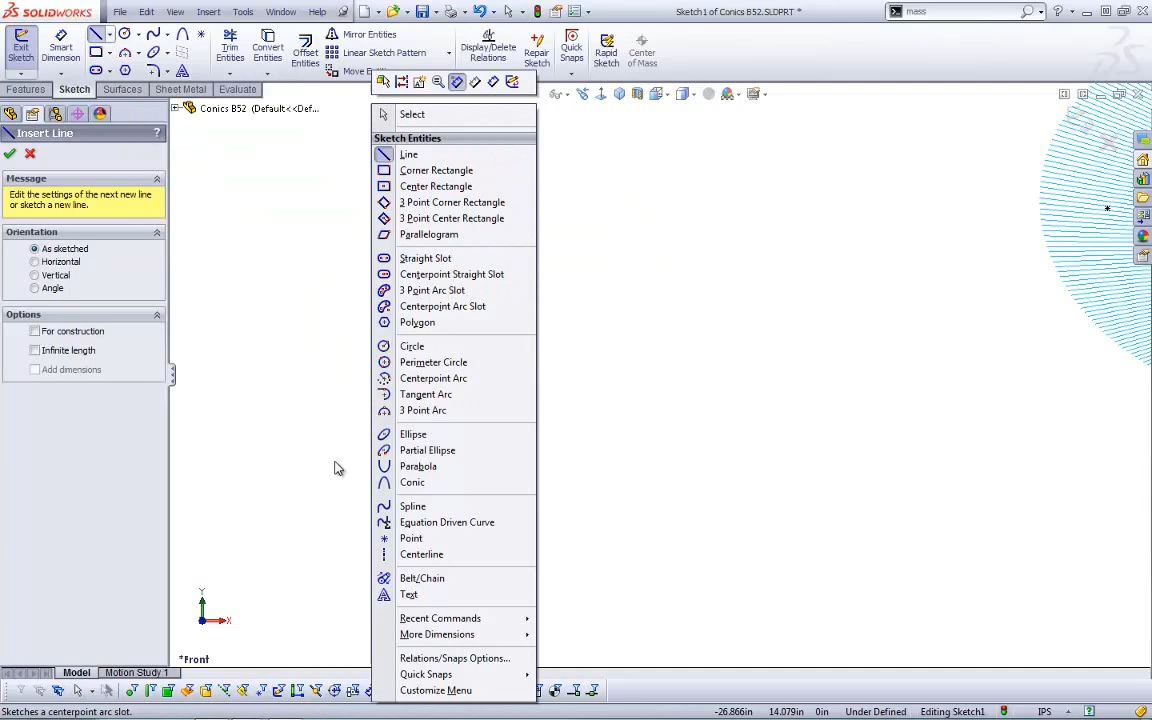 SOLIDWORKS File Edit View Insert Tools Window Help Sketch1 of Conics B52.SLDPRT * mass
Exit Sketch
Smart Dimension
Trim Entities
Convert Entities
Offset Entities
Mirror Entities
Linear Sketch Pattern
Move En
Display/Delete Relations
Repair Sketch
Quick Snaps
Rapid Sketch
Center of Mass
Features Sketch Surfaces Sheet Metal Evaluate
Conics B52 (Default<<Def...
Insert Line ?
Message
Edit the settings of the next new line or sketch a new line.
Orientation
As sketched
Horizontal
Vertical
Angle
Options
For construction
Infinite length
Add dimensions
Select
Sketch Entities
Line
Corner Rectangle
Center Rectangle
3 Point Corner Rectangle
3 Point Center Rectangle
Parallelogram
Straight Slot
Centerpoint Straight Slot
3 Point Arc Slot
Centerpoint Arc Slot
Polygon
Circle
Perimeter Circle
Centerpoint Arc
Tangent Arc
3 Point Arc
Ellipse
Partial Ellipse
Parabola
Conic
Spline
Equation Driven Curve
Point
Centerline
Belt/Chain
Text
Recent Commands
More Dimensions
Relations/Snaps Options...
Quick Snaps
Customize Menu
Y
X
*Front
Model Motion Study 1
Sketches a centerpoint arc slot. -26.866in 14.079in 0in Under Defined Editing Sketch1 IPS